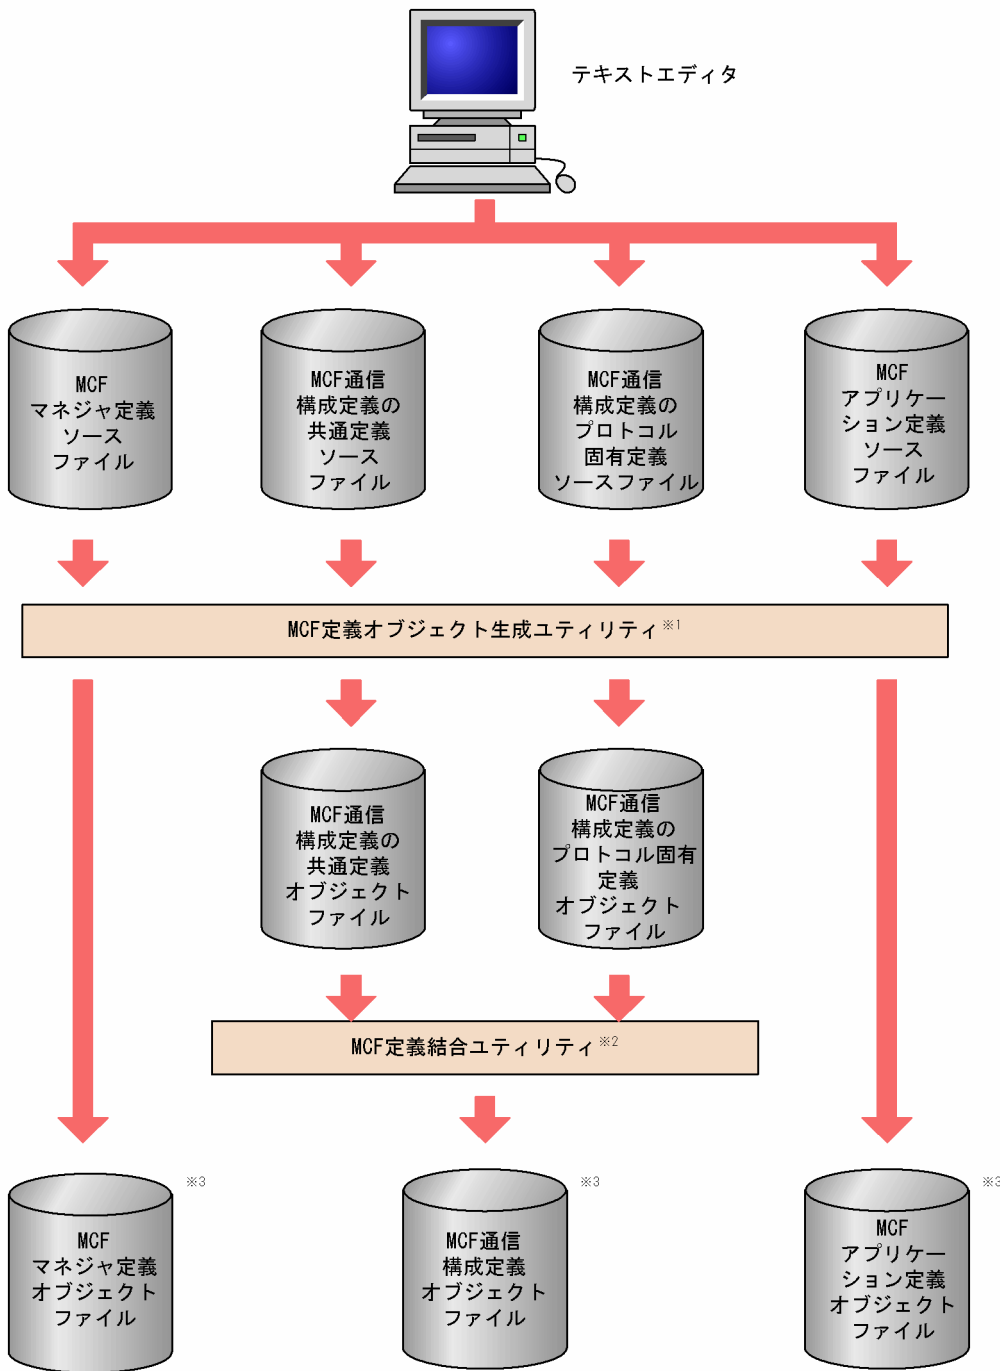 テキストエディタ
MCF
マネジャ定義
ソース
ファイル
MCF通信
構成定義の
共通定義
ソース
ファイル
MCF通信
構成定義の
プロトコル
固有定義
ソースファイル
MCF
アプリケー
ション定義
ソース
ファイル
MCF定義オブジェクト生成ユティリティ※1
MCF通信
構成定義の
共通定義
オブジェクト
ファイル
MCF通信
構成定義の
プロトコル固有
定義
オブジェクト
ファイル
MCF定義結合ユティリティ※2
※3
MCF
マネジャ定義
オブジェクト
ファイル
※3
MCF通信
構成定義
オブジェクト
ファイル
※3
MCF
アプリケー
ション定義
オブジェクト
ファイル